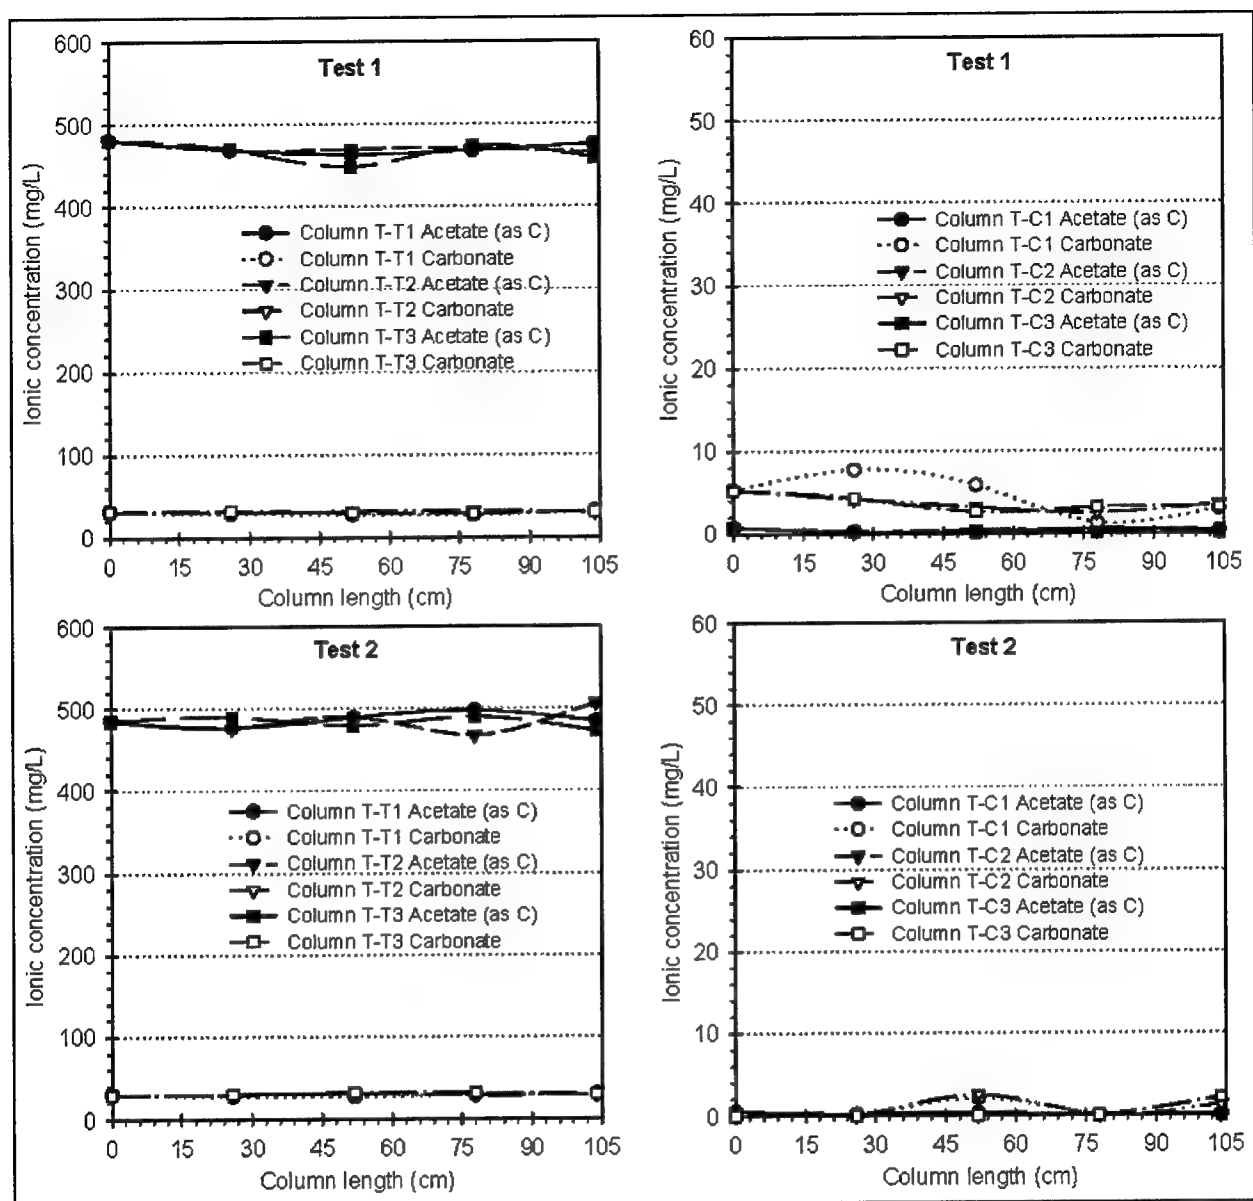 Test 1
Ionic concentration (mg/L)
600
500
400
300
200
100
0
Column T-T1 Acetate (as C)
Column T-T1 Carbonate
Column T-T2 Acetate (as C)
Column T-T2 Carbonate
Column T-T3 Acetate (as C)
Column T-T3 Carbonate
0 15 30 45 60 75 90 105
Column length (cm)
Test 1
Ionic concentration (mg/L)
60
50
40
30
20
10
0
Column T-C1 Acetate (as C)
Column T-C1 Carbonate
Column T-C2 Acetate (as C)
Column T-C2 Carbonate
Column T-C3 Acetate (as C)
Column T-C3 Carbonate
0 15 30 45 60 75 90 105
Column length (cm)
Test 2
Ionic concentration (mg/L)
600
500
400
300
200
100
0
Column T-T1 Acetate (as C)
Column T-T1 Carbonate
Column T-T2 Acetate (as C)
Column T-T2 Carbonate
Column T-T3 Acetate (as C)
Column T-T3 Carbonate
0 15 30 45 60 75 90 105
Column length (cm)
Test 2
Ionic concentration (mg/L)
60
50
40
30
20
10
0
Column T-C1 Acetate (as C)
Column T-C1 Carbonate
Column T-C2 Acetate (as C)
Column T-C2 Carbonate
Column T-C3 Acetate (as C)
Column T-C3 Carbonate
0 15 30 45 60 75 90 105
Column length (cm)